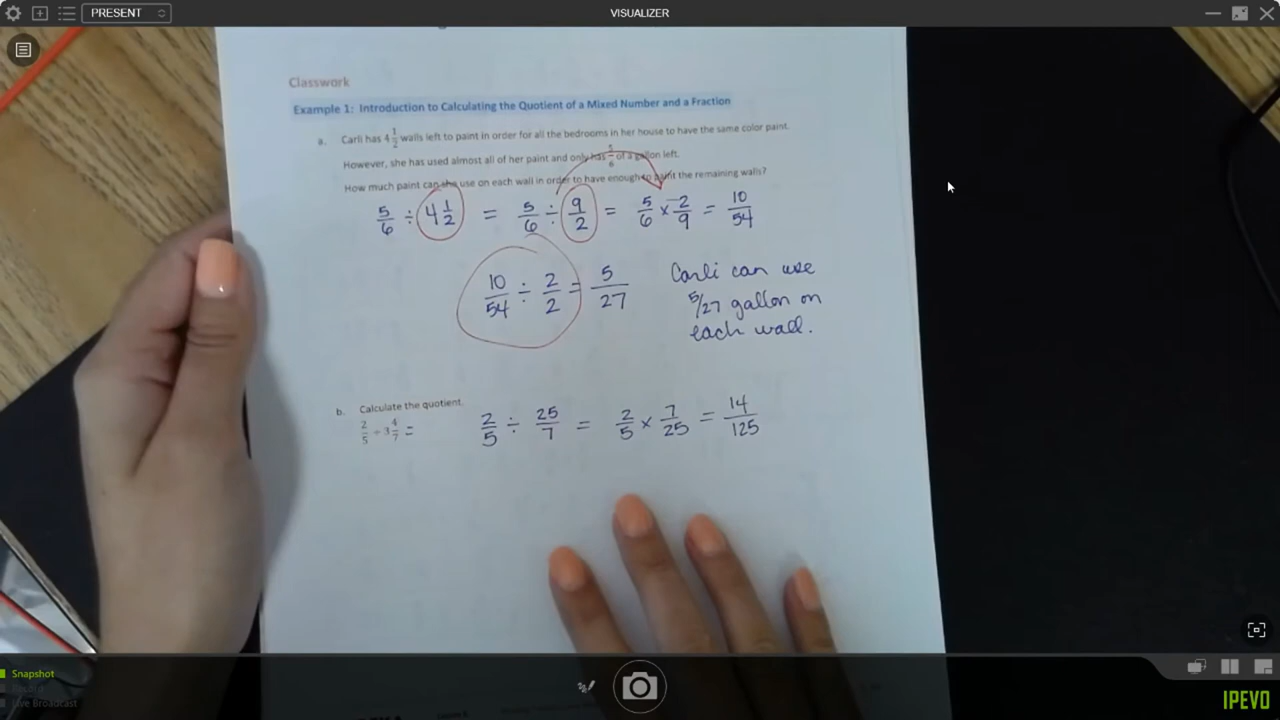 PRESENT
VISUALIZER
Classwork
Example 1: Introduction to Calculating the Quotient of a Mixed Number and a Fraction
a. Carli has 4 1/2 walls left to paint in order for all the bedrooms in her house to have the same color paint.
However, she has used almost all of her paint and only has 5/6 of a gallon left.
How much paint can she use on each wall in order to have enough to paint the remaining walls?
5/6 ÷ 4 1/2 = 5/6 ÷ 9/2 = 5/6 × 2/9 = 10/54
10/54 ÷ 2/2 = 5/27
Carli can use
5/27 gallon on
each wall.
b. Calculate the quotient.
2/5 ÷ 3 4/7 =
2/5 ÷ 25/7 = 2/5 × 7/25 = 14/125
Snapshot
Record
Live Broadcast
IPEVO